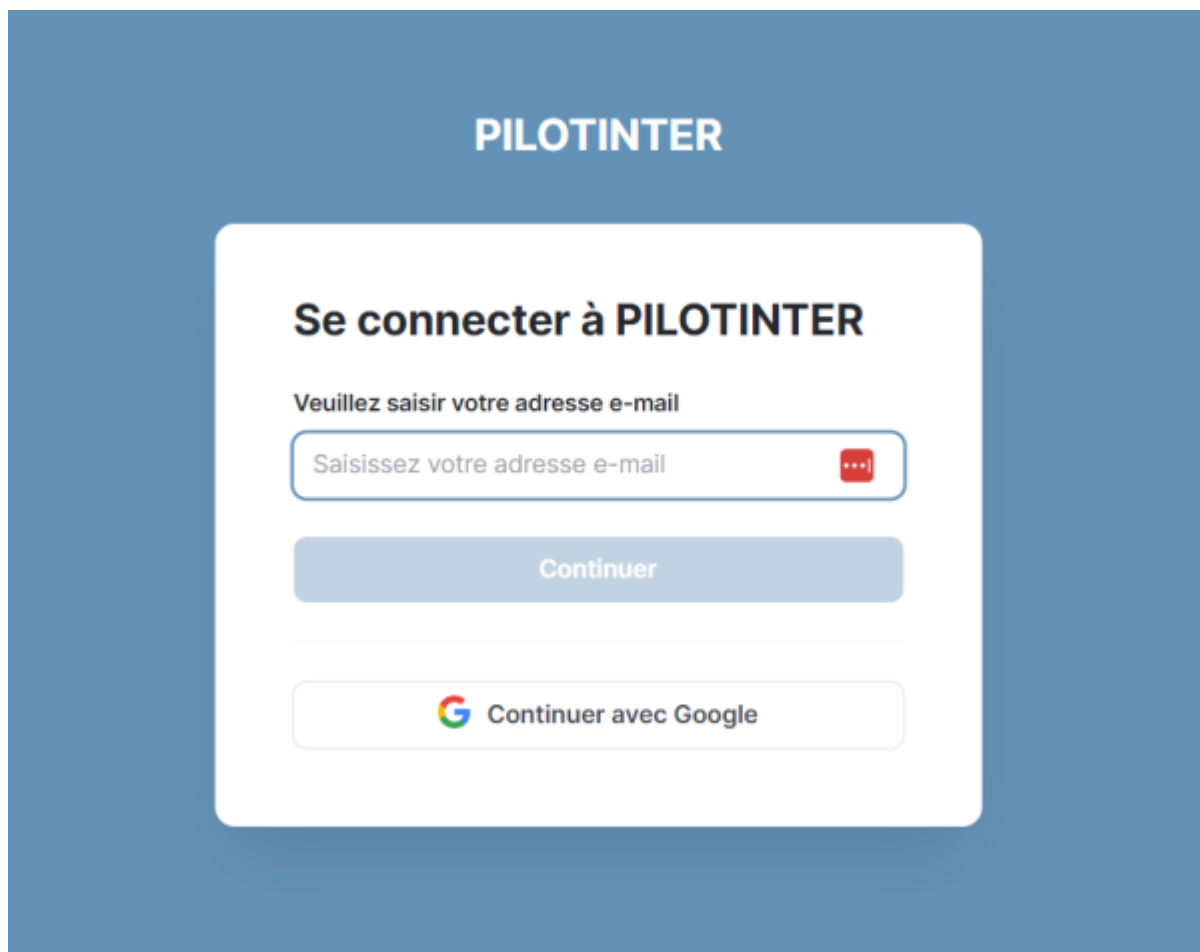 PILOTINTER
Se connecter à PILOTINTER
Veuillez saisir votre adresse e-mail
Saisissez votre adresse e-mail
Continuer
Continuer avec Google